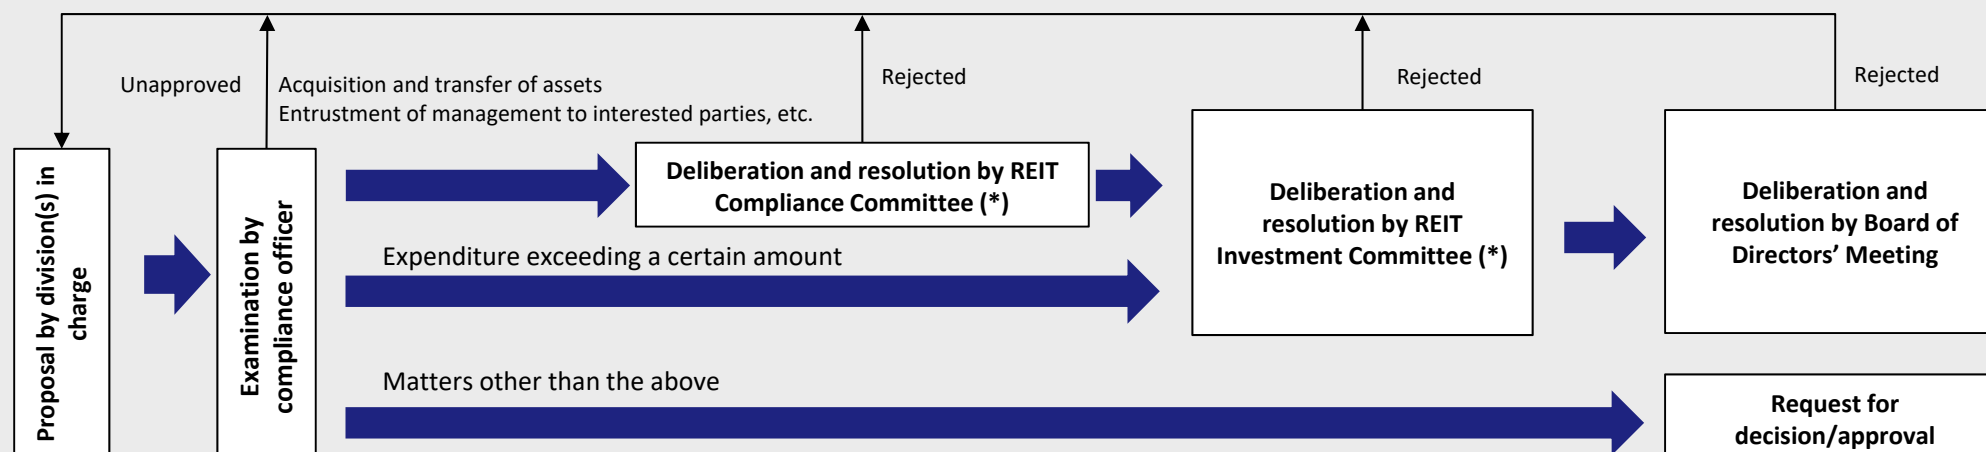 Unapproved
Acquisition and transfer of assets
Entrustment of management to interested parties, etc.
Rejected
Rejected
Rejected
Proposal by division(s) in
charge
Examination by
compliance officer
Deliberation and resolution by REIT
Compliance Committee (*)
Deliberation and
resolution by REIT
Investment Committee (*)
Deliberation and
resolution by Board of
Directors’ Meeting
Expenditure exceeding a certain amount
Matters other than the above
Request for
decision/approval